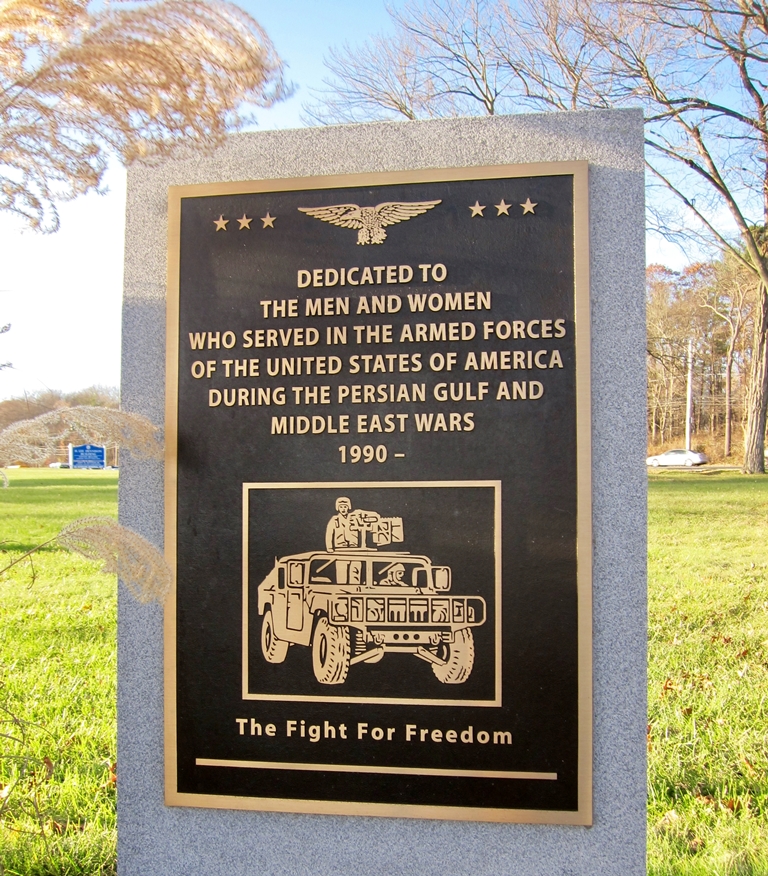 DEDICATED TO
THE MEN AND WOMEN
WHO SERVED IN THE ARMED FORCES
OF THE UNITED STATES OF AMERICA
DURING THE PERSIAN GULF AND
MIDDLE EAST WARS
1990 –
The Fight For Freedom